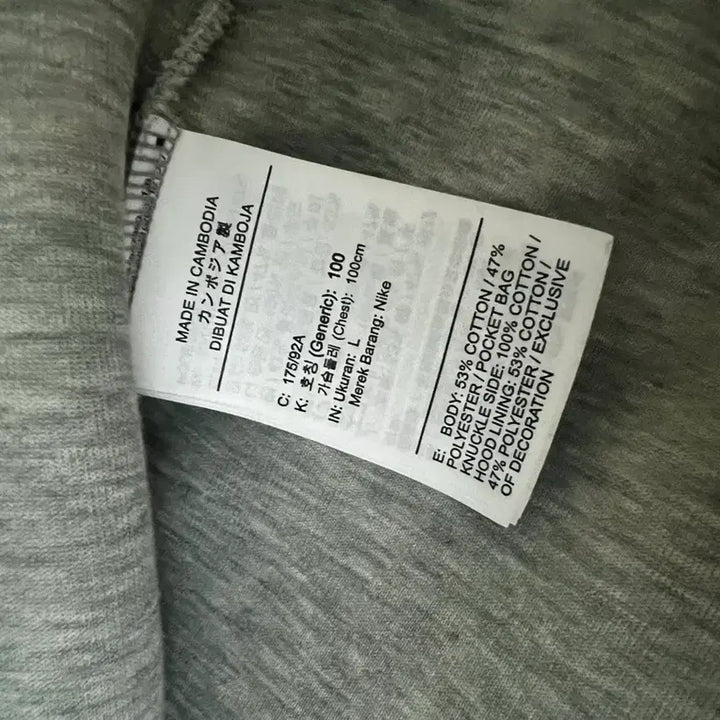 MADE IN CAMBODIA
カンボジア製
DIBUAT DI KAMBOJA
C: 175/92A
K: 호칭 (Generic): 100
가슴둘레 (Chest): 100cm
IN: Ukuran: L
Merek Barang: Nike
E: BODY: 53% COTTON / 47%
POLYESTER / POCKET BAG
KNUCKLE SIDE: 100% COTTON /
HOOD LINING: 53% COTTON /
47% POLYESTER / EXCLUSIVE
OF DECORATION